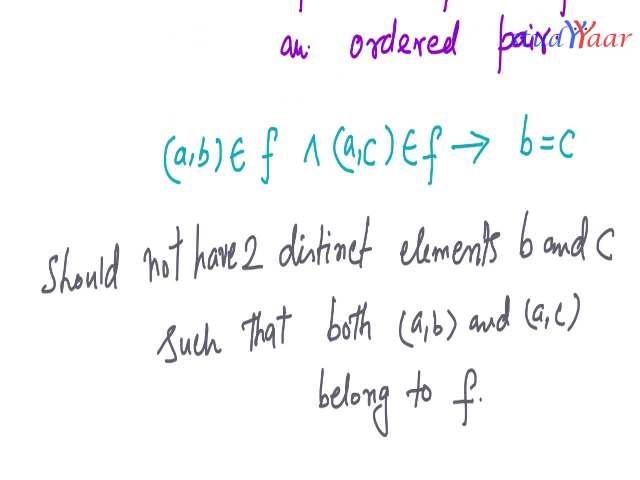 an ordered pair.
(a,b) ∈ f ∧ (a,c) ∈ f → b = c
Should not have 2 distinct elements b and c
such that both (a,b) and (a,c)
belong to f.